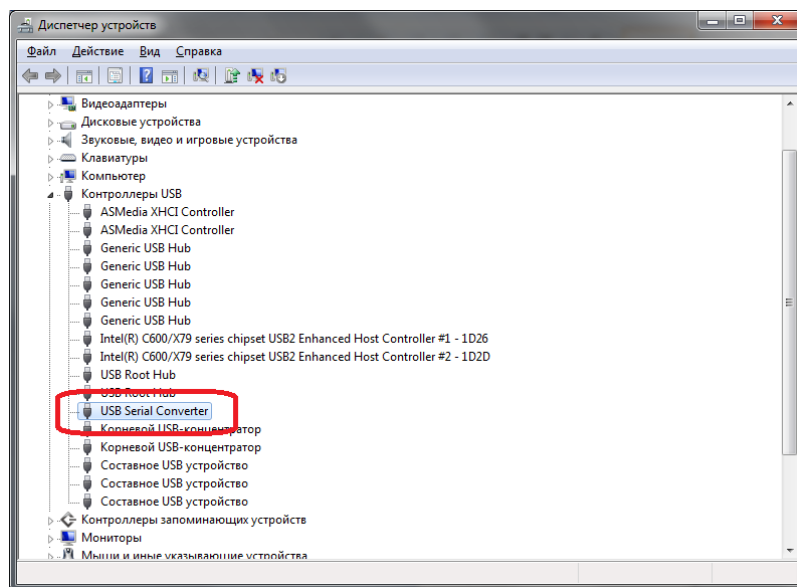 Диспетчер устройств
Файл Действие Вид Справка
Видеоадаптеры
Дисковые устройства
Звуковые, видео и игровые устройства
Клавиатуры
Компьютер
Контроллеры USB
ASMedia XHCI Controller
ASMedia XHCI Controller
Generic USB Hub
Generic USB Hub
Generic USB Hub
Generic USB Hub
Generic USB Hub
Intel(R) C600/X79 series chipset USB2 Enhanced Host Controller #1 - 1D26
Intel(R) C600/X79 series chipset USB2 Enhanced Host Controller #2 - 1D2D
USB Root Hub
USB Root Hub
USB Serial Converter
Корневой USB-концентратор
Корневой USB-концентратор
Составное USB устройство
Составное USB устройство
Составное USB устройство
Контроллеры запоминающих устройств
Мониторы
Мыши и иные указывающие устройства